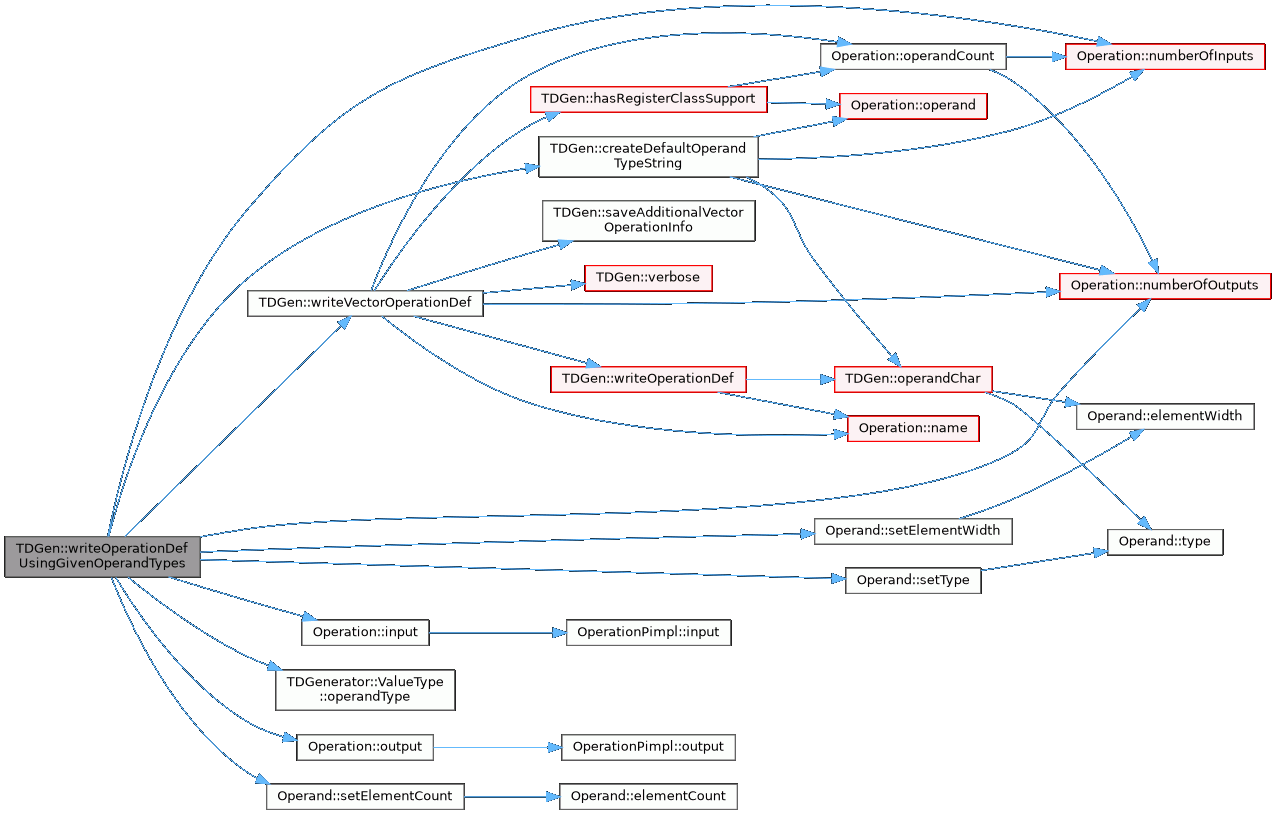 Operation::operandCount
Operation::numberOfInputs
TDGen::hasRegisterClassSupport
Operation::operand
TDGen::createDefaultOperand
TypeString
TDGen::saveAdditionalVector
OperationInfo
TDGen::verbose
Operation::numberOfOutputs
TDGen::writeVectorOperationDef
TDGen::writeOperationDef
TDGen::operandChar
Operand::elementWidth
Operation::name
Operand::setElementWidth
Operand::type
TDGen::writeOperationDef
UsingGivenOperandTypes
Operand::setType
Operation::input
OperationPimpl::input
TDGenerator::ValueType
::operandType
Operation::output
OperationPimpl::output
Operand::setElementCount
Operand::elementCount